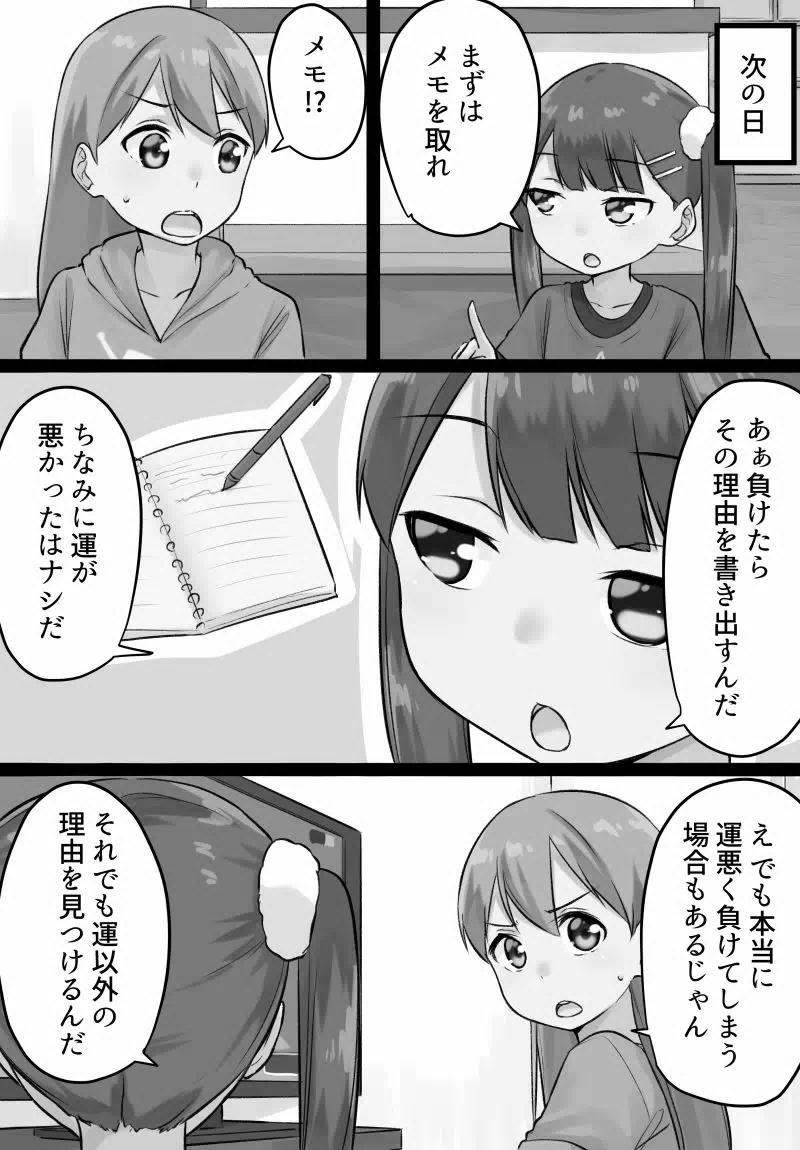 次の日
まずは
メモを取れ
メモ!?
あぁ負けたら
その理由を書き出すんだ
ちなみに運が
悪かったはナシだ
え でも本当に
運悪く負けてしまう
場合もあるじゃん
それでも運以外の
理由を見つけるんだ